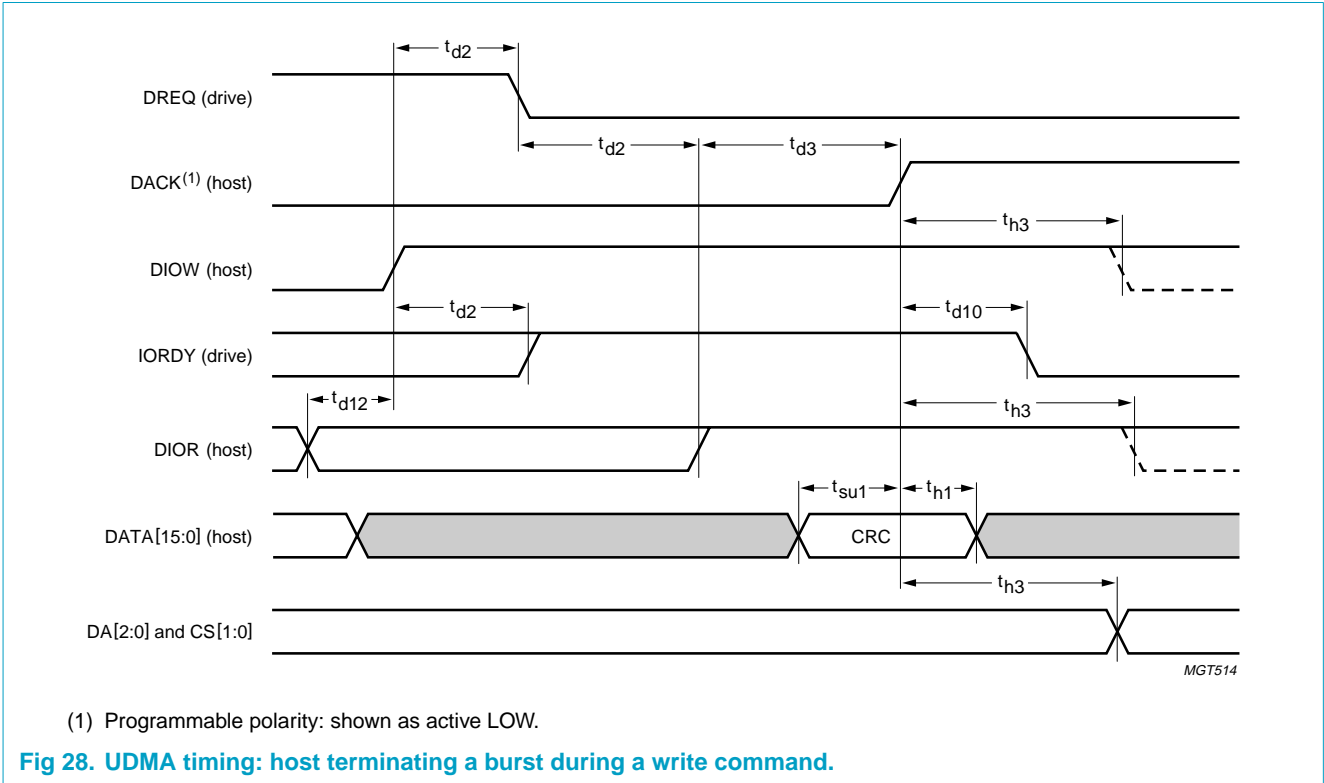 td2
DREQ (drive)
td2
td3
DACK(1) (host)
th3
DIOW (host)
td2
td10
IORDY (drive)
td12
th3
DIOR (host)
tsu1
th1
DATA[15:0] (host)
CRC
th3
DA[2:0] and CS[1:0]
MGT514
(1) Programmable polarity: shown as active LOW.
Fig 28. UDMA timing: host terminating a burst during a write command.